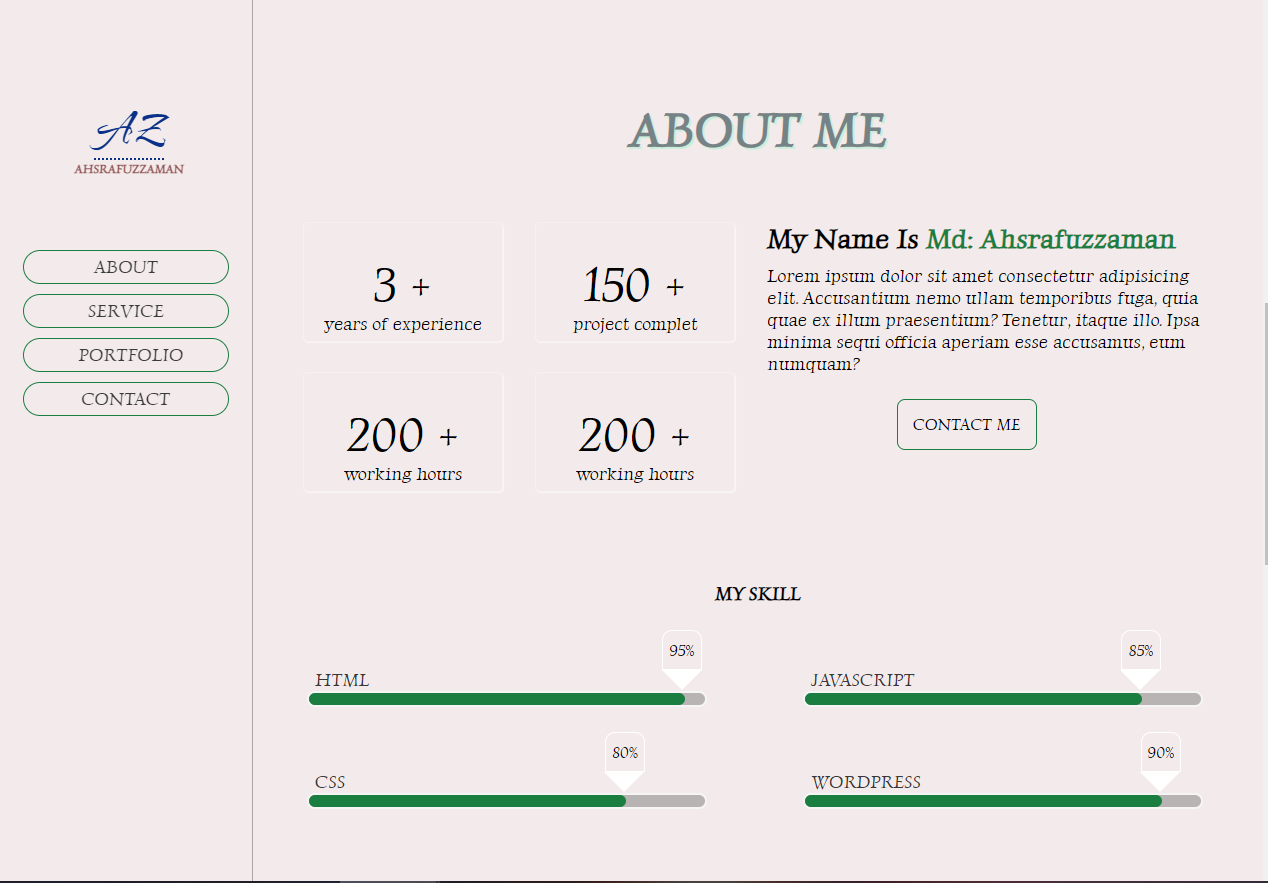 AZ
AHSRAFUZZAMAN
ABOUT
SERVICE
PORTFOLIO
CONTACT
ABOUT ME
3 +
years of experience
150 +
project complet
200 +
working hours
200 +
working hours
My Name Is Md: Ahsrafuzzaman
Lorem ipsum dolor sit amet consectetur adipisicing
elit. Accusantium nemo ullam temporibus fuga, quia
quae ex illum praesentium? Tenetur, itaque illo. Ipsa
minima sequi officia aperiam esse accusamus, eum
numquam?
CONTACT ME
MY SKILL
95%
HTML
85%
JAVASCRIPT
80%
CSS
90%
WORDPRESS